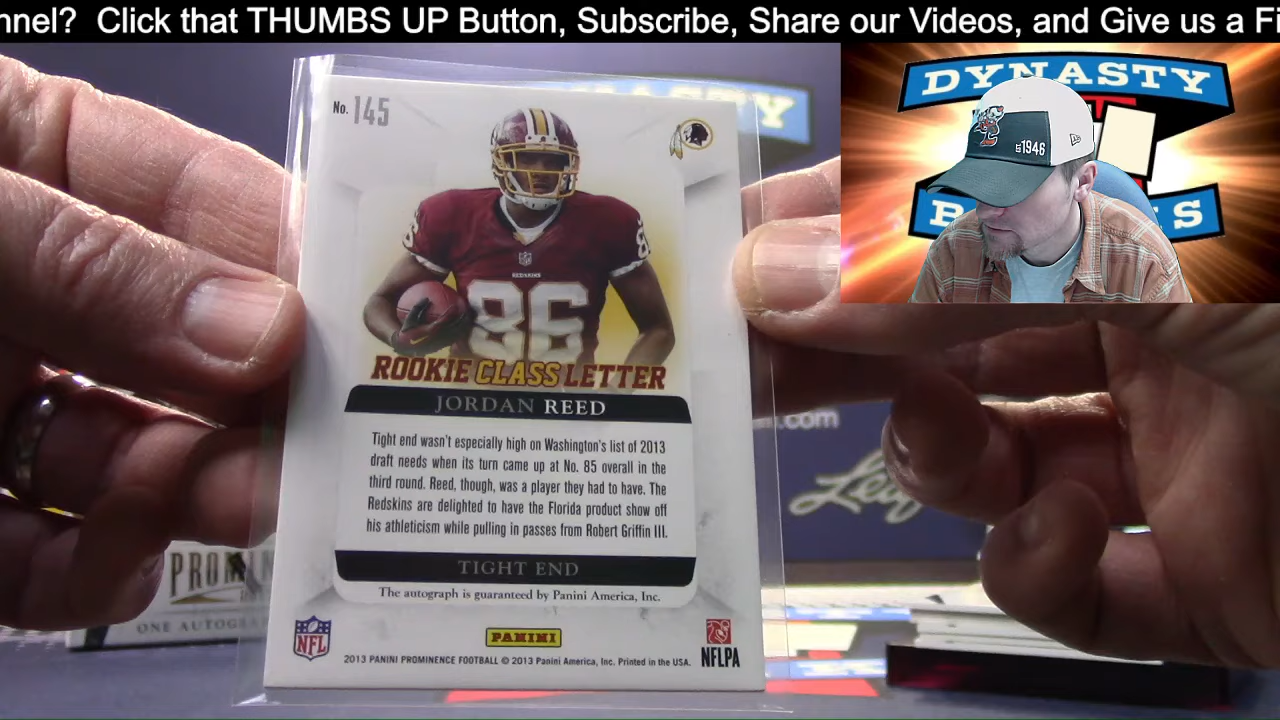 nnel?  Click that THUMBS UP Button, Subscribe, Share our Videos, and Give us a Fi
DYNASTY
1946
No. 145
86
86
86
ROOKIE CLASS LETTER
JORDAN REED
Tight end wasn't especially high on Washington's list of 2013
draft needs when its turn came up at No. 85 overall in the
third round. Reed, though, was a player they had to have. The
Redskins are delighted to have the Florida product show off
his athleticism while pulling in passes from Robert Griffin III.
TIGHT END
The autograph is guaranteed by Panini America, Inc.
NFL
PANINI
NFLPA
2013 PANINI PROMINENCE FOOTBALL © 2013 Panini America, Inc. Printed in the USA.
.com
Leaf
ONE AUTOGRA